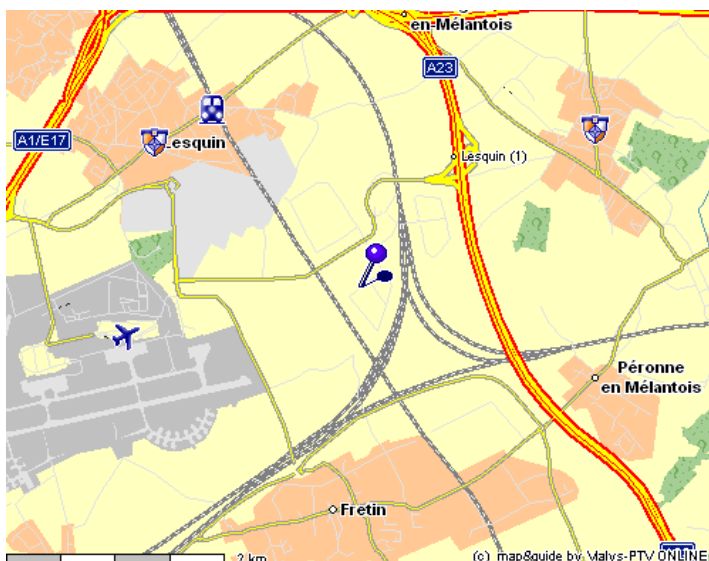 en-Mélantois
A23
A1/E17
Lesquin
Lesquin (1)
Péronne
en Mélantois
Fretin
2 km
(c) map&guide by Malys-PTV ONLINE